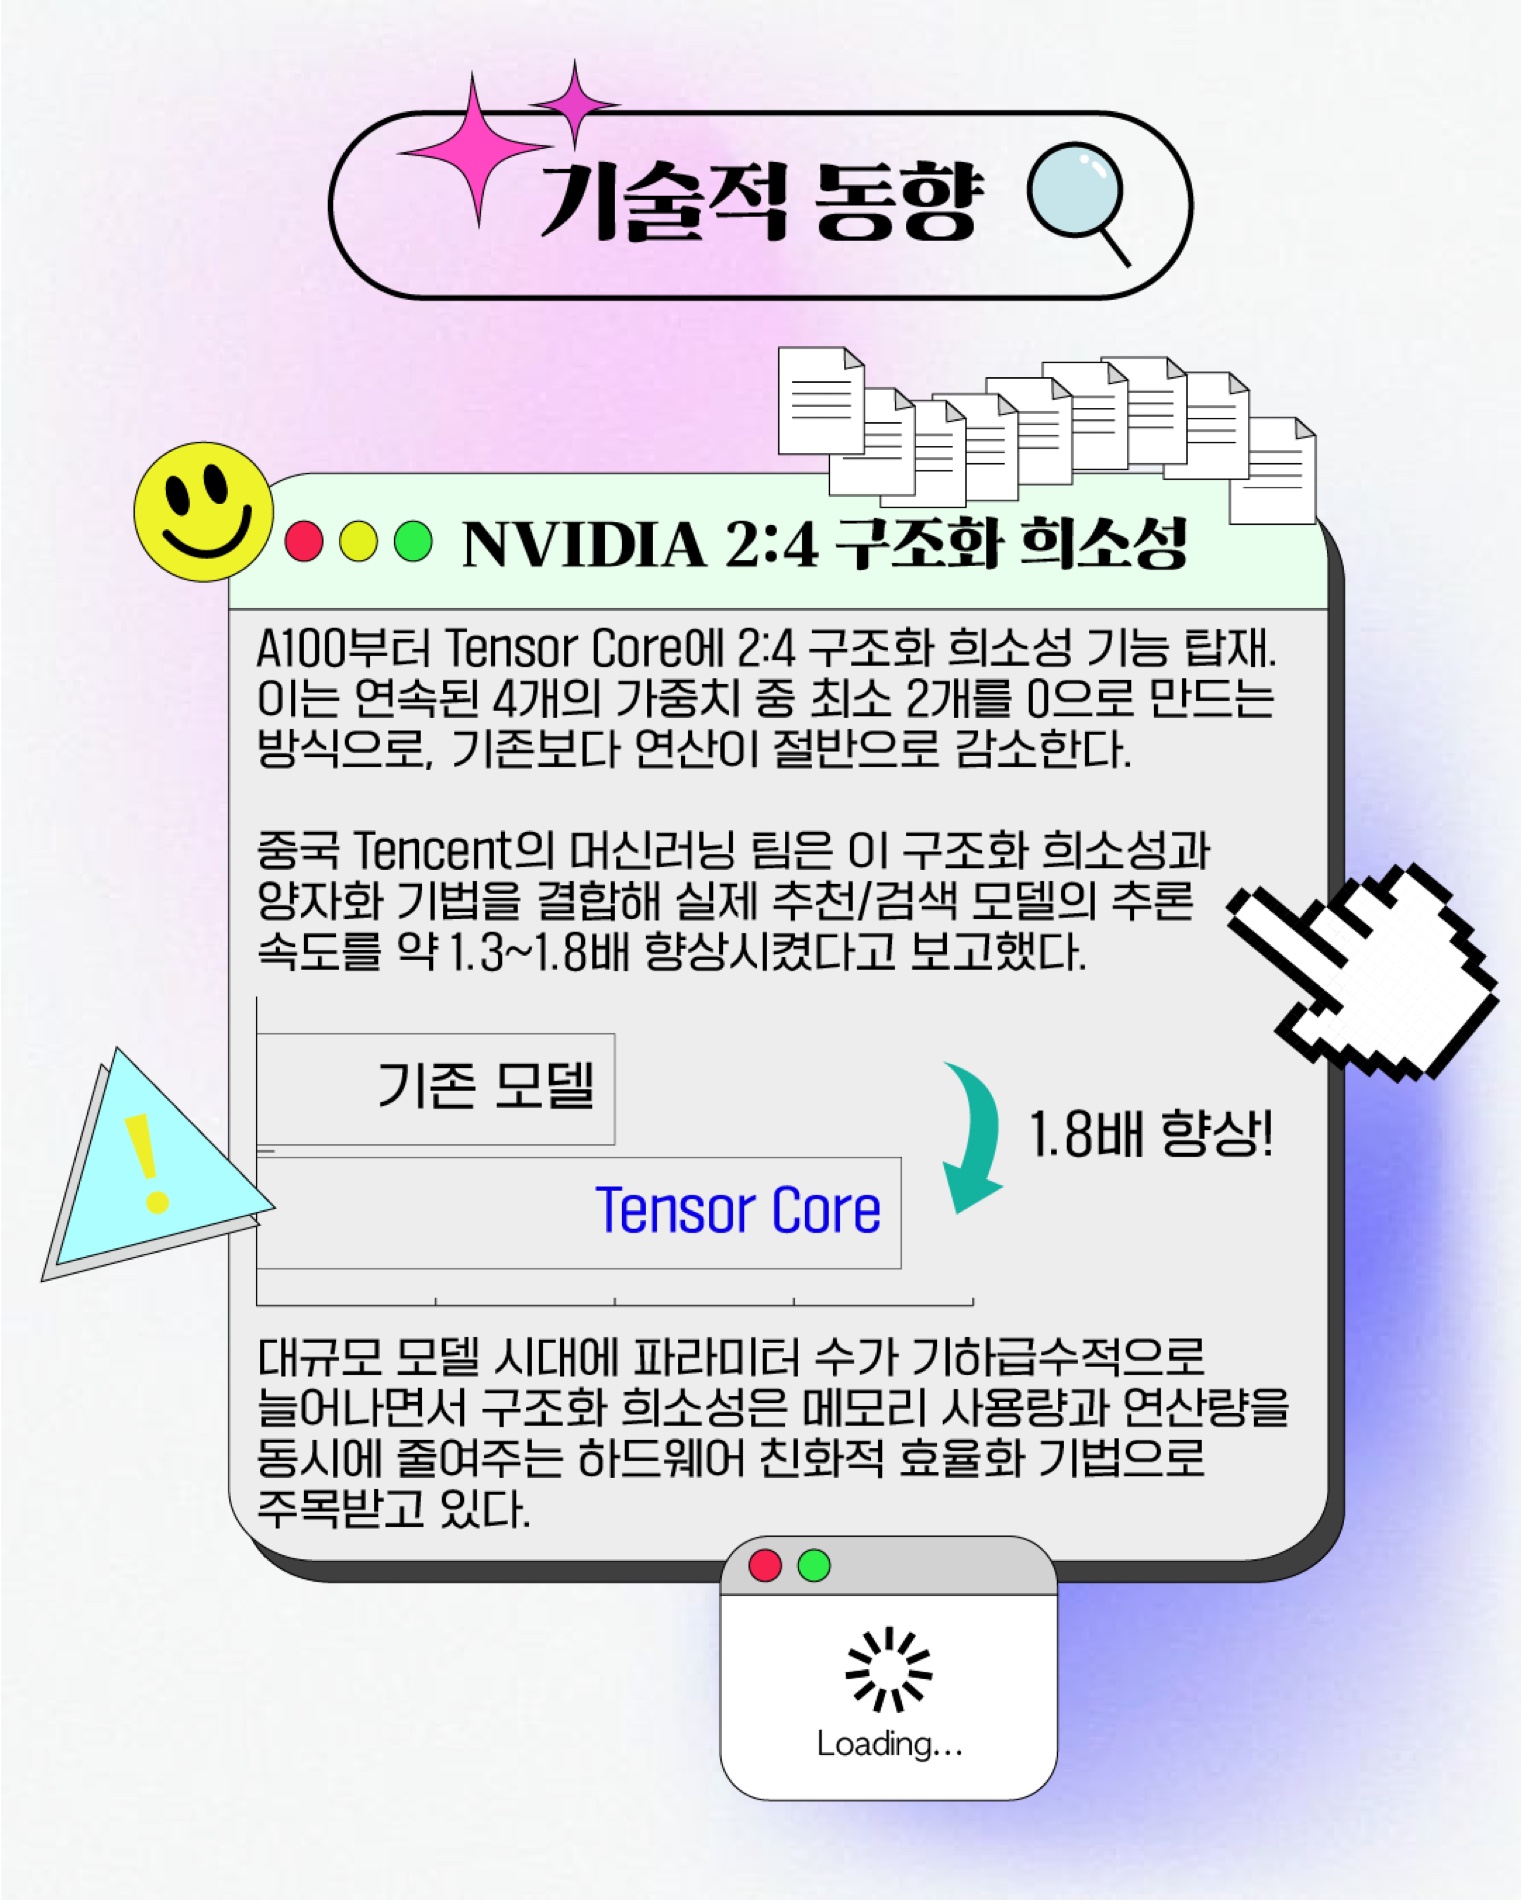 기술적 동향
NVIDIA 2:4 구조화 희소성
A100부터 Tensor Core에 2:4 구조화 희소성 기능 탑재.
이는 연속된 4개의 가중치 중 최소 2개를 0으로 만드는
방식으로, 기존보다 연산이 절반으로 감소한다.
중국 Tencent의 머신러닝 팀은 이 구조화 희소성과
양자화 기법을 결합해 실제 추천/검색 모델의 추론
속도를 약 1.3~1.8배 향상시켰다고 보고했다.
기존 모델
1.8배 향상!
Tensor Core
!
대규모 모델 시대에 파라미터 수가 기하급수적으로
늘어나면서 구조화 희소성은 메모리 사용량과 연산량을
동시에 줄여주는 하드웨어 친화적 효율화 기법으로
주목받고 있다.
Loading...